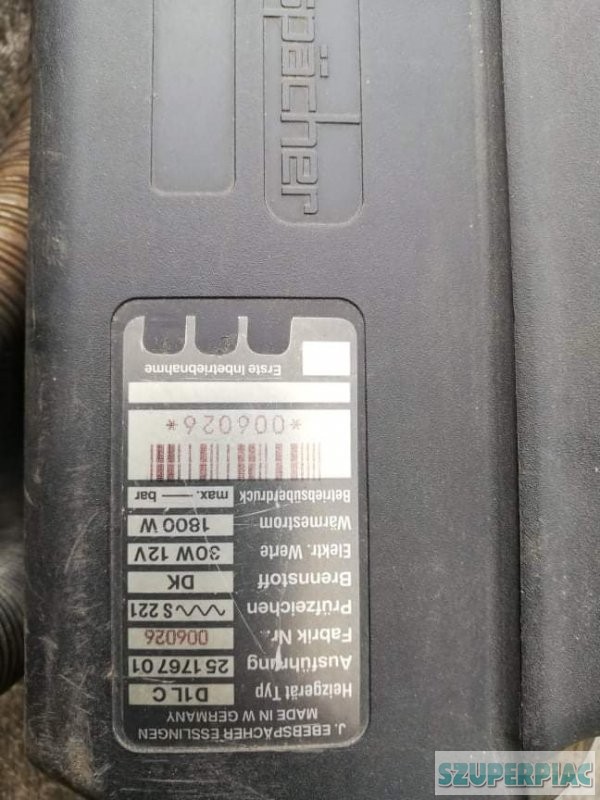 J. EBERSPÄCHER ESSLINGEN
MADE IN W GERMANY
Heizgerät Typ D1L C
Ausführung 25 1767 01
Fabrik Nr. 006026
Prüfzeichen S 221
Brennstoff DK
Elektr. Werte 30W 12V
Wärmestrom 1800 W
Betriebsüberdruck max. — bar
*006026*
Erste Inbetriebnahme
spächer
SZUPERPIAC